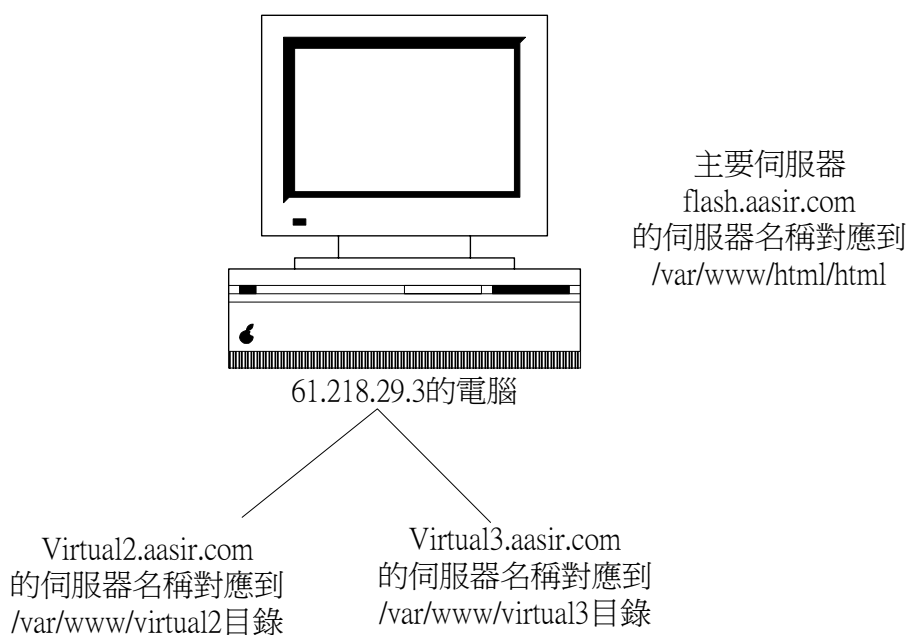 主要伺服器
flash.aasir.com
的伺服器名稱對應到
/var/www/html/html
61.218.29.3的電腦
Virtual2.aasir.com
的伺服器名稱對應到
/var/www/virtual2目錄
Virtual3.aasir.com
的伺服器名稱對應到
/var/www/virtual3目錄